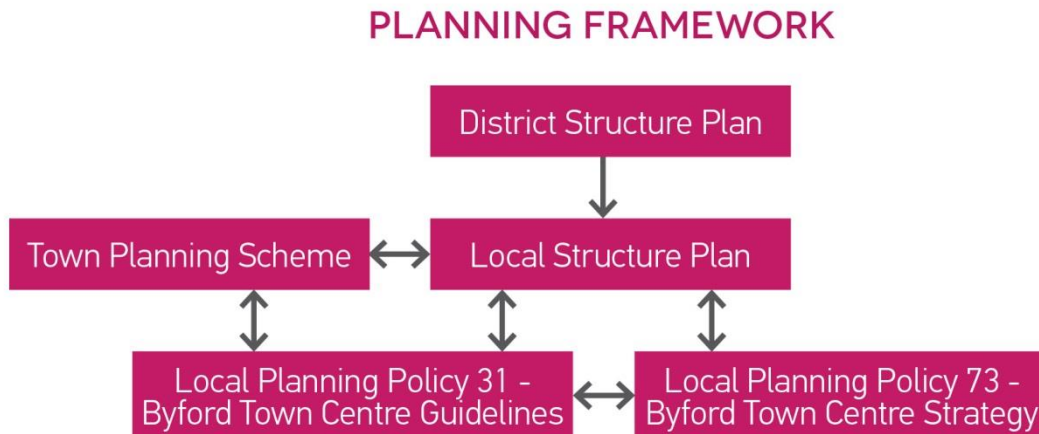 PLANNING FRAMEWORK
District Structure Plan
Town Planning Scheme
Local Structure Plan
Local Planning Policy 31 -
Byford Town Centre Guidelines
Local Planning Policy 73 -
Byford Town Centre Strategy